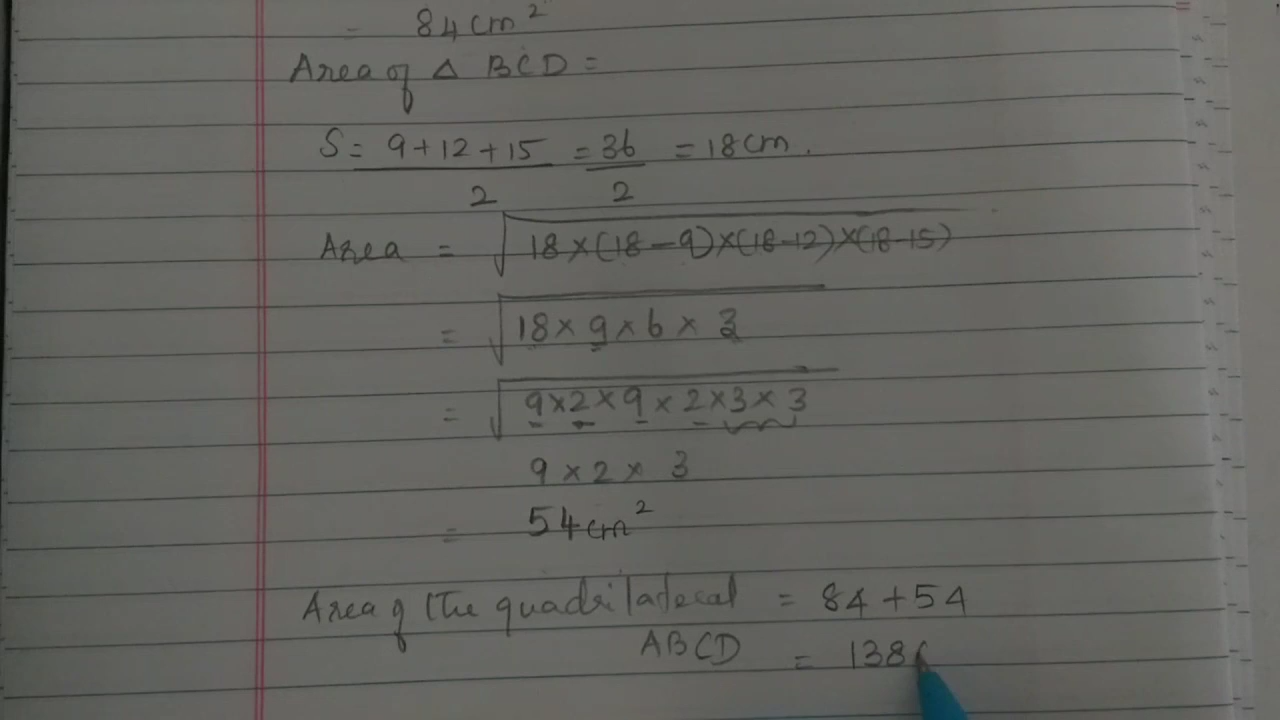 = 84 cm²
Area of △ BCD =
S = 9+12+15 = 36 = 18 cm.
2 2
Area = √18×(18-9)×(18-12)×(18-15)
= √18 × 9 × 6 × 3
= √9×2×9×2×3×3
9 × 2 × 3
= 54 cm²
Area of the quadrilateral = 84+54
ABCD = 138